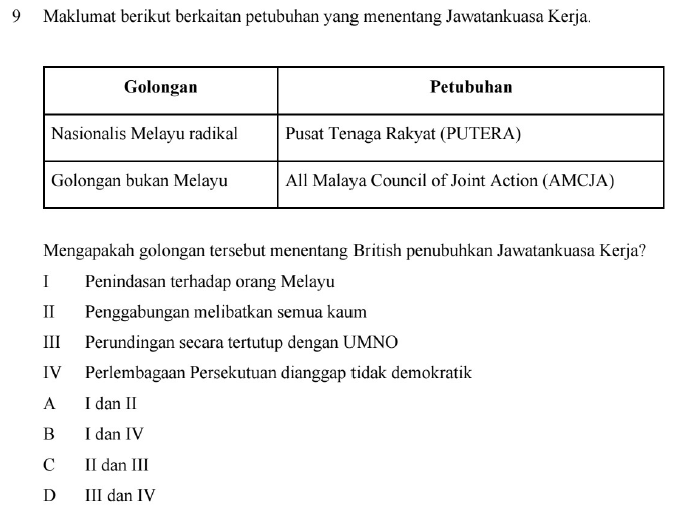 9 Maklumat berikut berkaitan petubuhan yang menentang Jawatankuasa Kerja.
Golongan Petubuhan
Nasionalis Melayu radikal Pusat Tenaga Rakyat (PUTERA)
Golongan bukan Melayu All Malaya Council of Joint Action (AMCJA)
Mengapakah golongan tersebut menentang British penubuhkan Jawatankuasa Kerja?
I Penindasan terhadap orang Melayu
II Penggabungan melibatkan semua kaum
III Perundingan secara tertutup dengan UMNO
IV Perlembagaan Persekutuan dianggap tidak demokratik
A I dan II
B I dan IV
C II dan III
D III dan IV